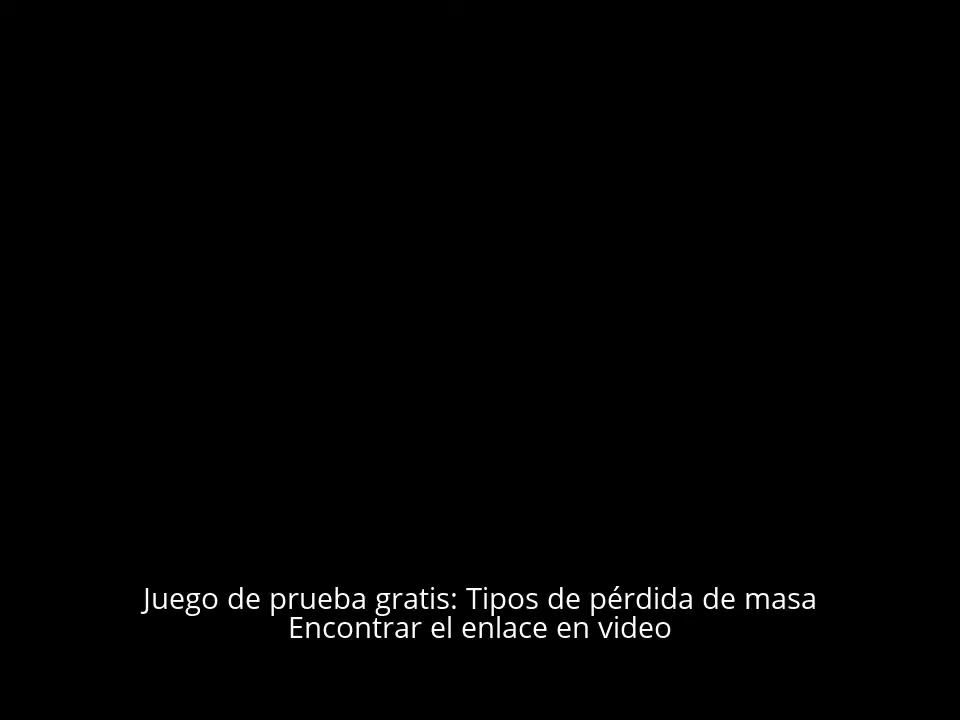 Juego de prueba gratis: Tipos de pérdida de masa
Encontrar el enlace en video